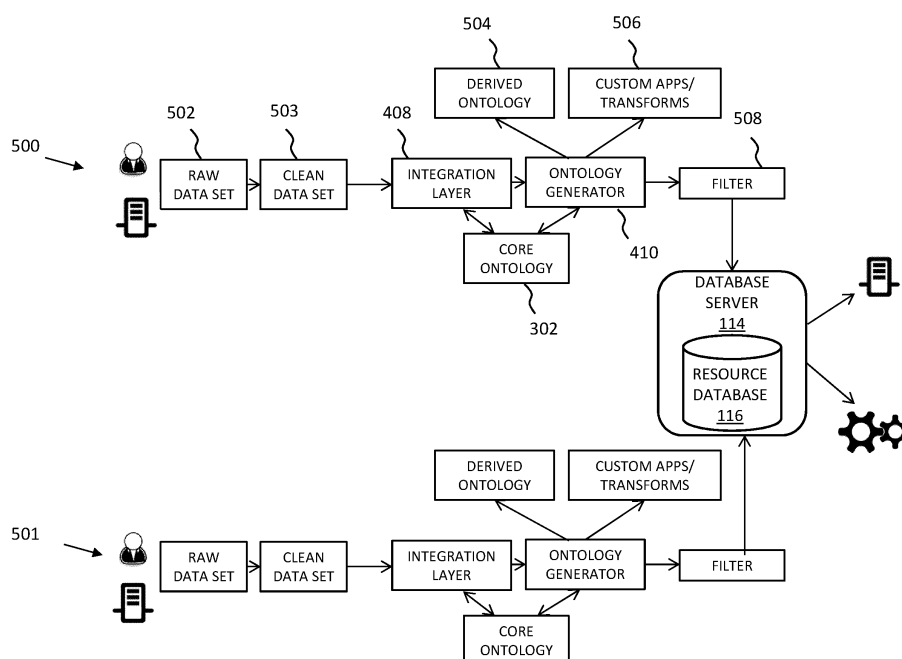 504
506
DERIVED
ONTOLOGY
CUSTOM APPS/
TRANSFORMS
502
503
408
508
500
RAW
DATA SET
CLEAN
DATA SET
INTEGRATION
LAYER
ONTOLOGY
GENERATOR
FILTER
410
CORE
ONTOLOGY
302
DATABASE
SERVER
114
RESOURCE
DATABASE
116
DERIVED
ONTOLOGY
CUSTOM APPS/
TRANSFORMS
501
RAW
DATA SET
CLEAN
DATA SET
INTEGRATION
LAYER
ONTOLOGY
GENERATOR
FILTER
CORE
ONTOLOGY